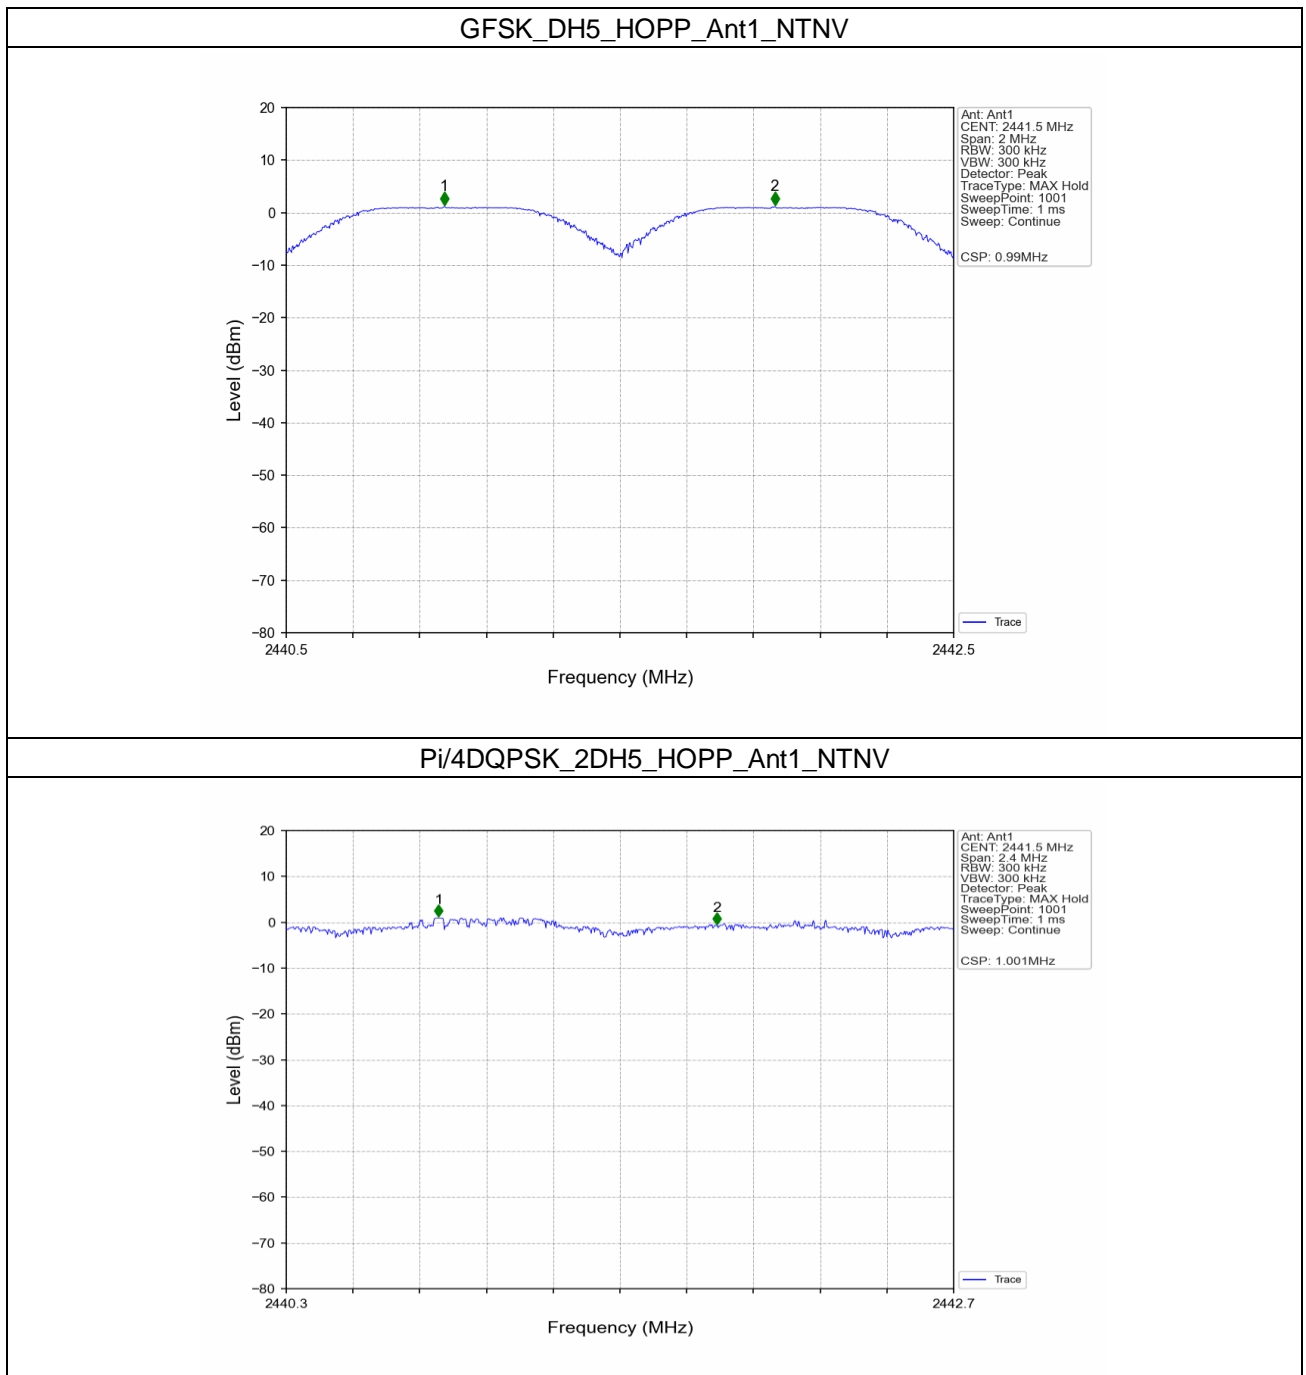 GFSK_DH5_HOPP_Ant1_NTNV
20
10
0
−10
−20
−30
−40
−50
−60
−70
−80
Level (dBm)
1
2
2440.5
2442.5
Frequency (MHz)
Ant: Ant1
CENT: 2441.5 MHz
Span: 2 MHz
RBW: 300 kHz
VBW: 300 kHz
Detector: Peak
TraceType: MAX Hold
SweepPoint: 1001
SweepTime: 1 ms
Sweep: Continue
CSP: 0.99MHz
Trace
Pi/4DQPSK_2DH5_HOPP_Ant1_NTNV
20
10
0
−10
−20
−30
−40
−50
−60
−70
−80
Level (dBm)
1
2
2440.3
2442.7
Frequency (MHz)
Ant: Ant1
CENT: 2441.5 MHz
Span: 2.4 MHz
RBW: 300 kHz
VBW: 300 kHz
Detector: Peak
TraceType: MAX Hold
SweepPoint: 1001
SweepTime: 1 ms
Sweep: Continue
CSP: 1.001MHz
Trace